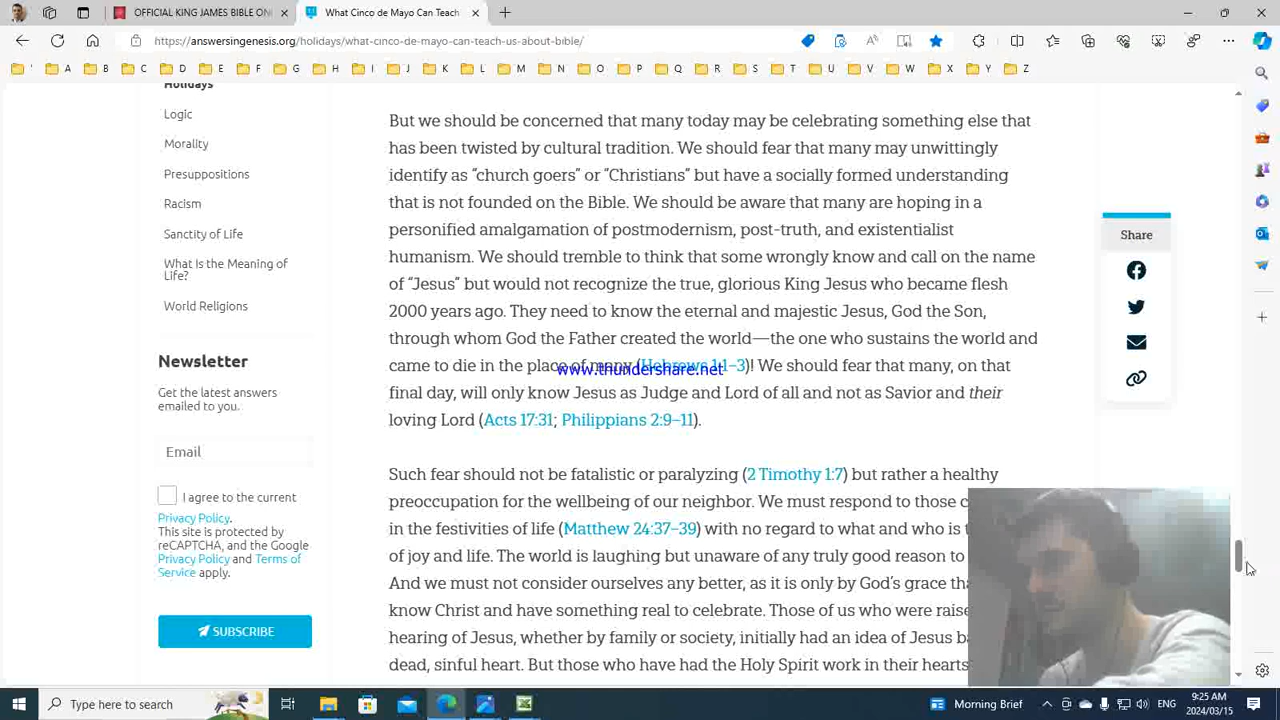 OFFICIAL KING JAMES BIBLE ONL
What Cinco de Mayo Can Teach
https://answersingenesis.org/holidays/what-cinco-de-mayo-can-teach-us-about-bible/
A B C D E F G H I J K L M N O P Q R S T U V W X Y Z
Holidays
Logic
Morality
Presuppositions
Racism
Sanctity of Life
What Is the Meaning of
Life?
World Religions
Newsletter
Get the latest answers
emailed to you.
Email
I agree to the current
Privacy Policy.
This site is protected by
reCAPTCHA, and the Google
Privacy Policy and Terms of
Service apply.
SUBSCRIBE
But we should be concerned that many today may be celebrating something else that
has been twisted by cultural tradition. We should fear that many may unwittingly
identify as “church goers” or “Christians” but have a socially formed understanding
that is not founded on the Bible. We should be aware that many are hoping in a
personified amalgamation of postmodernism, post-truth, and existentialist
humanism. We should tremble to think that some wrongly know and call on the name
of “Jesus” but would not recognize the true, glorious King Jesus who became flesh
2000 years ago. They need to know the eternal and majestic Jesus, God the Son,
through whom God the Father created the world—the one who sustains the world and
came to die in the place of many (Hebrews 1:1–3)! We should fear that many, on that
www.thundershare.net
final day, will only know Jesus as Judge and Lord of all and not as Savior and their
loving Lord (Acts 17:31; Philippians 2:9–11).
Such fear should not be fatalistic or paralyzing (2 Timothy 1:7) but rather a healthy
preoccupation for the wellbeing of our neighbor. We must respond to those
in the festivities of life (Matthew 24:37–39) with no regard to what and who is
of joy and life. The world is laughing but unaware of any truly good reason to
And we must not consider ourselves any better, as it is only by God’s grace
know Christ and have something real to celebrate. Those of us who were
hearing of Jesus, whether by family or society, initially had an idea of Jesus
dead, sinful heart. But those who have had the Holy Spirit work in their hearts
Share
Type here to search
Morning Brief
ENG
9:25 AM
2024/03/15